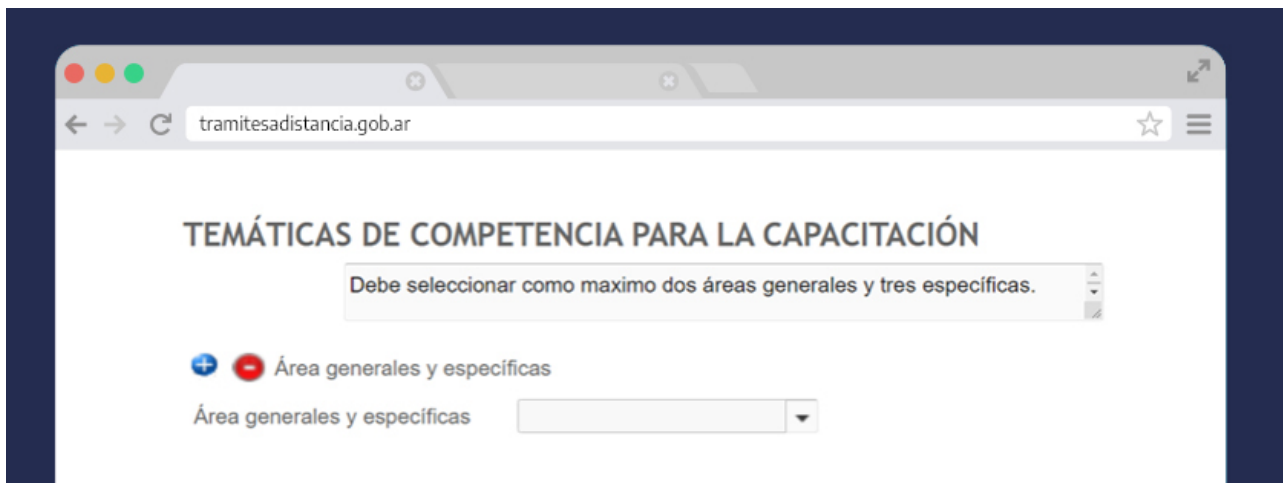 tramitesadistancia.gob.ar
TEMÁTICAS DE COMPETENCIA PARA LA CAPACITACIÓN
Debe seleccionar como maximo dos áreas generales y tres específicas.
Área generales y específicas
Área generales y específicas